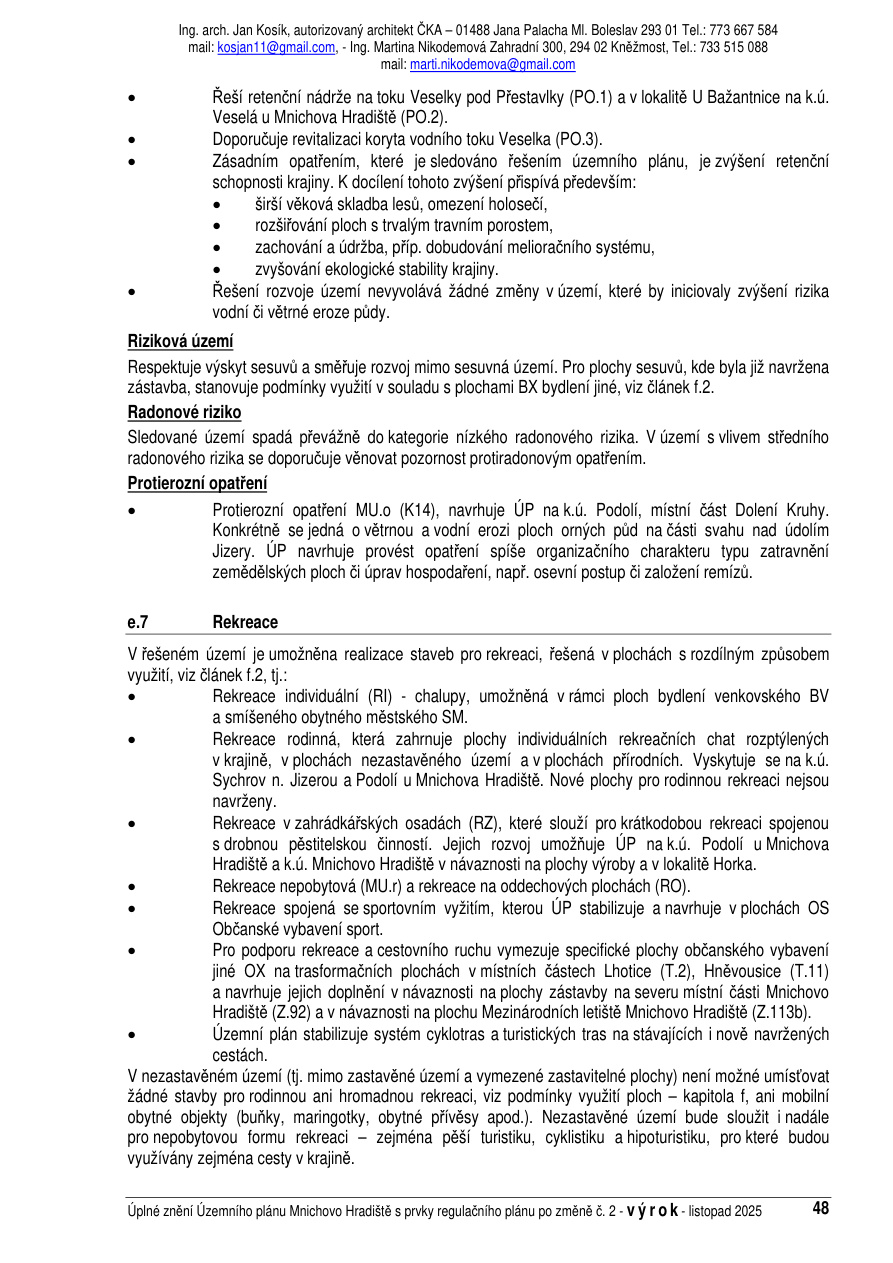 Ing. arch. Jan Kosík, autorizovaný architekt ČKA – 01488 Jana Palacha Ml. Boleslav 293 01 Tel.: 773 667 584
mail: kosjan11@gmail.com, - Ing. Martina Nikodemová Zahradní 300, 294 02 Kněžmost, Tel.: 733 515 088
mail: marti.nikodemova@gmail.com
• Řeší retenční nádrže na toku Veselky pod Přestavlky (PO.1) a v lokalitě U Bažantnice na k.ú.
Veselá u Mnichova Hradiště (PO.2).
• Doporučuje revitalizaci koryta vodního toku Veselka (PO.3).
• Zásadním opatřením, které je sledováno řešením územního plánu, je zvýšení retenční
schopnosti krajiny. K docílení tohoto zvýšení přispívá především:
• širší věková skladba lesů, omezení holosečí,
• rozšiřování ploch s trvalým travním porostem,
• zachování a údržba, příp. dobudování melioračního systému,
• zvyšování ekologické stability krajiny.
• Řešení rozvoje území nevyvolává žádné změny v území, které by iniciovaly zvýšení rizika
vodní či větrné eroze půdy.
Riziková území
Respektuje výskyt sesuvů a směřuje rozvoj mimo sesuvná území. Pro plochy sesuvů, kde byla již navržena
zástavba, stanovuje podmínky využití v souladu s plochami BX bydlení jiné, viz článek f.2.
Radonové riziko
Sledované území spadá převážně do kategorie nízkého radonového rizika. V území s vlivem středního
radonového rizika se doporučuje věnovat pozornost protiradonovým opatřením.
Protierozní opatření
• Protierozní opatření MU.o (K14), navrhuje ÚP na k.ú. Podolí, místní část Dolení Kruhy.
Konkrétně se jedná o větrnou a vodní erozi ploch orných půd na části svahu nad údolím
Jizery. ÚP navrhuje provést opatření spíše organizačního charakteru typu zatravnění
zemědělských ploch či úprav hospodaření, např. osevní postup či založení remízů.
e.7 Rekreace
V řešeném území je umožněna realizace staveb pro rekreaci, řešená v plochách s rozdílným způsobem
využití, viz článek f.2, tj.:
• Rekreace individuální (RI) - chalupy, umožněná v rámci ploch bydlení venkovského BV
a smíšeného obytného městského SM.
• Rekreace rodinná, která zahrnuje plochy individuálních rekreačních chat rozptýlených
v krajině, v plochách nezastavěného území a v plochách přírodních. Vyskytuje se na k.ú.
Sychrov n. Jizerou a Podolí u Mnichova Hradiště. Nové plochy pro rodinnou rekreaci nejsou
navrženy.
• Rekreace v zahrádkářských osadách (RZ), které slouží pro krátkodobou rekreaci spojenou
s drobnou pěstitelskou činností. Jejich rozvoj umožňuje ÚP na k.ú. Podolí u Mnichova
Hradiště a k.ú. Mnichovo Hradiště v návaznosti na plochy výroby a v lokalitě Horka.
• Rekreace nepobytová (MU.r) a rekreace na oddechových plochách (RO).
• Rekreace spojená se sportovním vyžitím, kterou ÚP stabilizuje a navrhuje v plochách OS
Občanské vybavení sport.
• Pro podporu rekreace a cestovního ruchu vymezuje specifické plochy občanského vybavení
jiné OX na trasformačních plochách v místních částech Lhotice (T.2), Hněvousice (T.11)
a navrhuje jejich doplnění v návaznosti na plochy zástavby na severu místní části Mnichovo
Hradiště (Z.92) a v návaznosti na plochu Mezinárodních letiště Mnichovo Hradiště (Z.113b).
• Územní plán stabilizuje systém cyklotras a turistických tras na stávajících i nově navržených
cestách.
V nezastavěném území (tj. mimo zastavěné území a vymezené zastavitelné plochy) není možné umísťovat
žádné stavby pro rodinnou ani hromadnou rekreaci, viz podmínky využití ploch – kapitola f, ani mobilní
obytné objekty (buňky, maringotky, obytné přívěsy apod.). Nezastavěné území bude sloužit i nadále
pro nepobytovou formu rekreaci – zejména pěší turistiku, cyklistiku a hipoturistiku, pro které budou
využívány zejména cesty v krajině.
Úplné znění Územního plánu Mnichovo Hradiště s prvky regulačního plánu po změně č. 2 - v ý r o k - listopad 2025 48